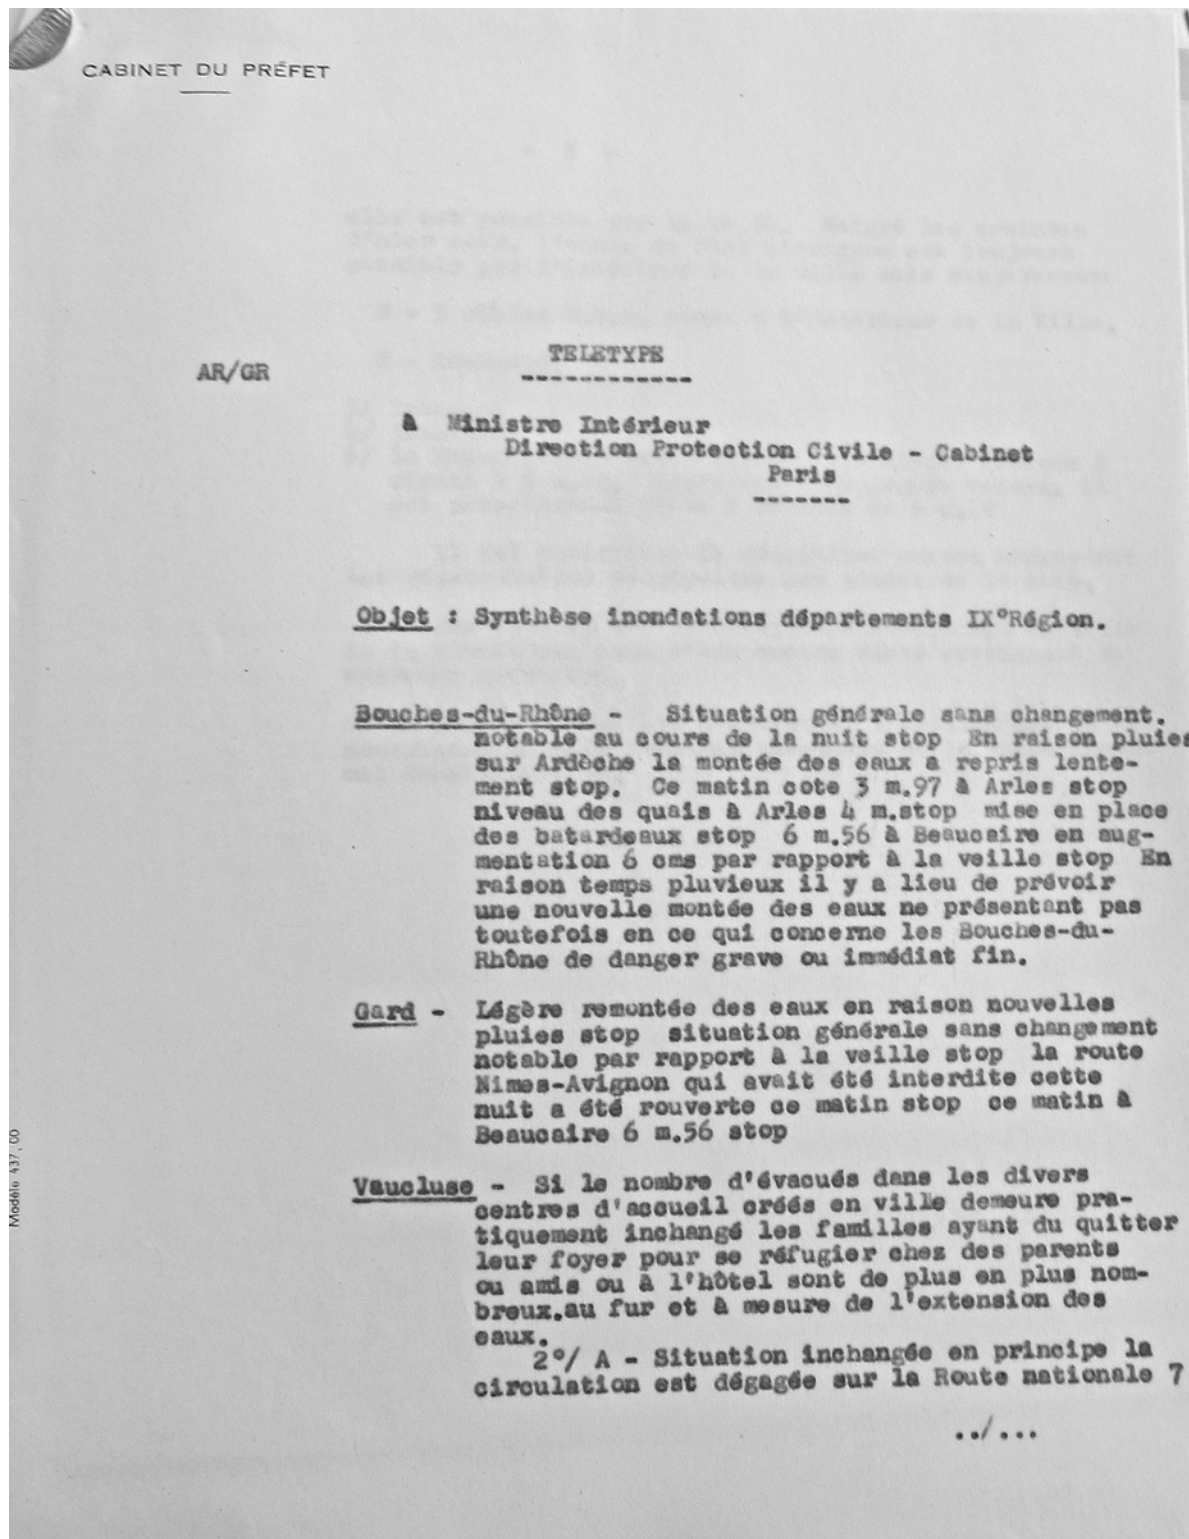 CABINET DU PRÉFET
TELETYPE
AR/GR
------------
à Ministre Intérieur
Direction Protection Civile - Cabinet
Paris
-------
Objet : Synthèse inondations départements IX°Région.
Bouches-du-Rhône - Situation générale sans changement.
notable au cours de la nuit stop En raison pluies
sur Ardèche la montée des eaux a repris lente-
ment stop. Ce matin cote 3 m.97 à Arles stop
niveau des quais à Arles 4 m.stop mise en place
des batardeaux stop 6 m.56 à Beaucaire en aug-
mentation 6 cms par rapport à la veille stop En
raison temps pluvieux il y a lieu de prévoir
une nouvelle montée des eaux ne présentant pas
toutefois en ce qui concerne les Bouches-du-
Rhône de danger grave ou immédiat fin.
Gard - Légère remontée des eaux en raison nouvelles
pluies stop situation générale sans changement
notable par rapport à la veille stop la route
Nimes-Avignon qui avait été interdite cette
nuit a été rouverte ce matin stop ce matin à
Beaucaire 6 m.56 stop
Vaucluse - Si le nombre d'évacués dans les divers
centres d'accueil créés en ville demeure pra-
tiquement inchangé les familles ayant du quitter
leur foyer pour se réfugier chez des parents
ou amis ou à l'hôtel sont de plus en plus nom-
breux.au fur et à mesure de l'extension des
eaux.
2°/ A - Situation inchangée en principe la
circulation est dégagée sur la Route nationale 7
../...
Modèle 437,00